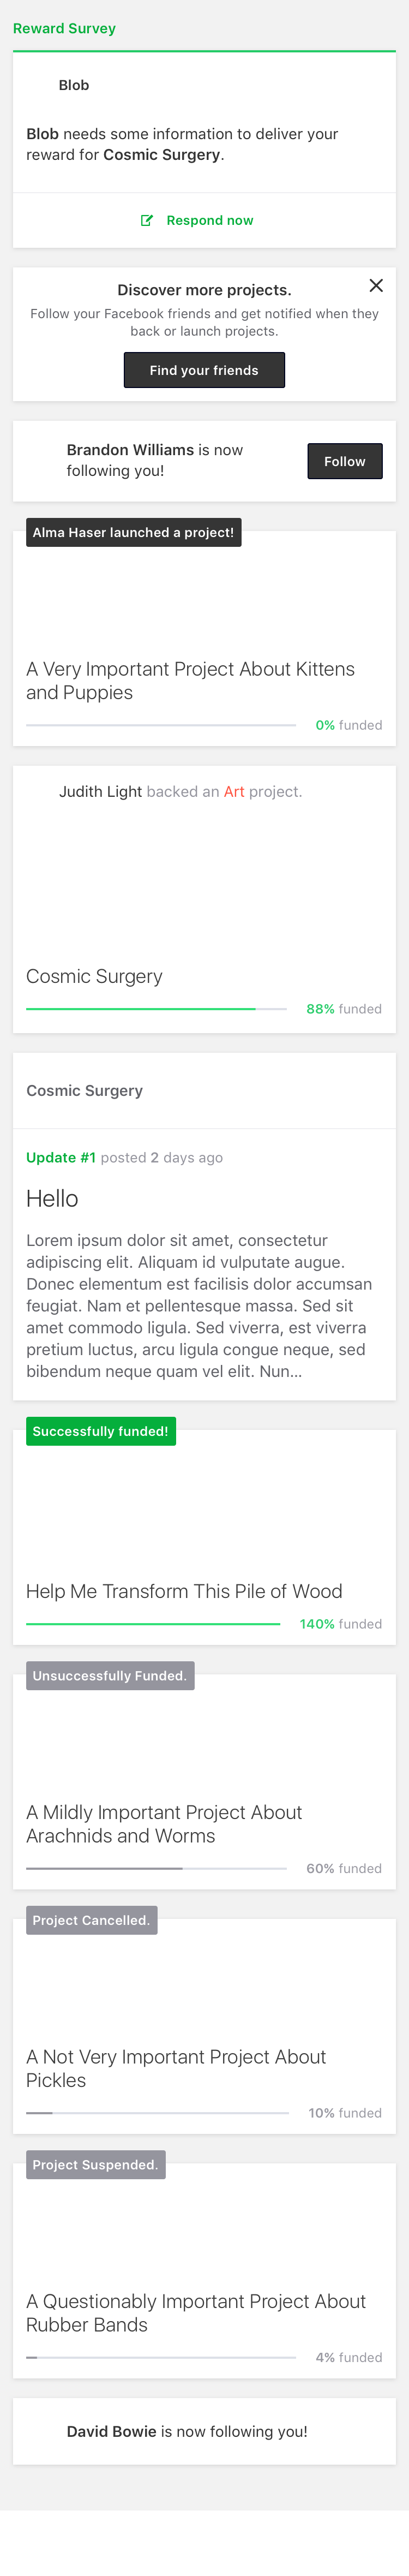 Reward Survey
Blob
Blob needs some information to deliver your
reward for Cosmic Surgery.
Respond now
Discover more projects.
Follow your Facebook friends and get notified when they
back or launch projects.
Find your friends
Brandon Williams is now
following you!
Follow
Alma Haser launched a project!
A Very Important Project About Kittens
and Puppies
0% funded
Judith Light backed an Art project.
Cosmic Surgery
88% funded
Cosmic Surgery
Update #1 posted 2 days ago
Hello
Lorem ipsum dolor sit amet, consectetur
adipiscing elit. Aliquam id vulputate augue.
Donec elementum est facilisis dolor accumsan
feugiat. Nam et pellentesque massa. Sed sit
amet commodo ligula. Sed viverra, est viverra
pretium luctus, arcu ligula congue neque, sed
bibendum neque quam vel elit. Nun...
Successfully funded!
Help Me Transform This Pile of Wood
140% funded
Unsuccessfully Funded.
A Mildly Important Project About
Arachnids and Worms
60% funded
Project Cancelled.
A Not Very Important Project About
Pickles
10% funded
Project Suspended.
A Questionably Important Project About
Rubber Bands
4% funded
David Bowie is now following you!